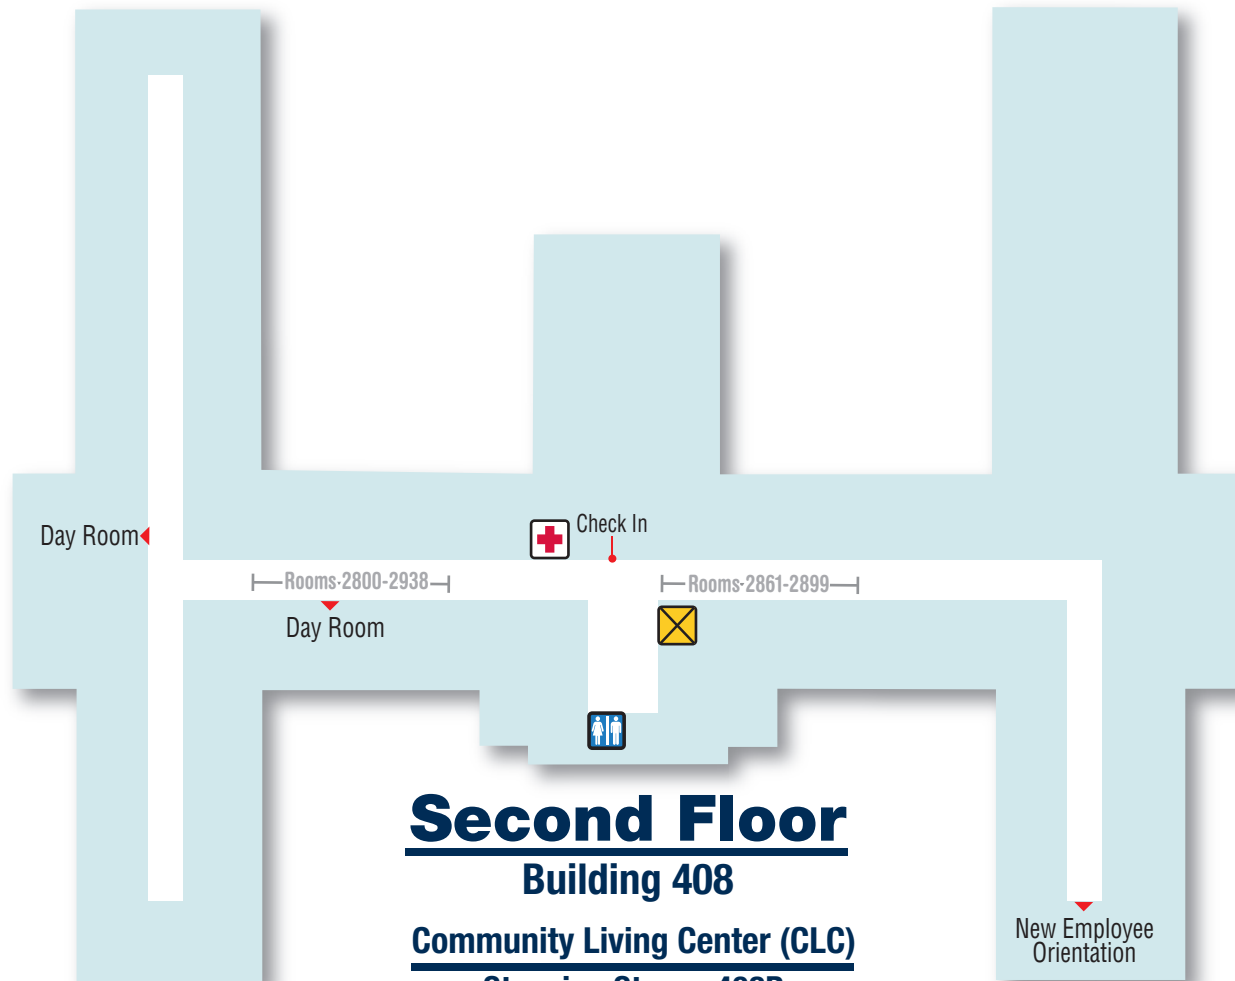 Check In
Day Room
Rooms-2800-2938
Rooms-2861-2899
Day Room
Second Floor
Building 408
Community Living Center (CLC)
New Employee
Orientation